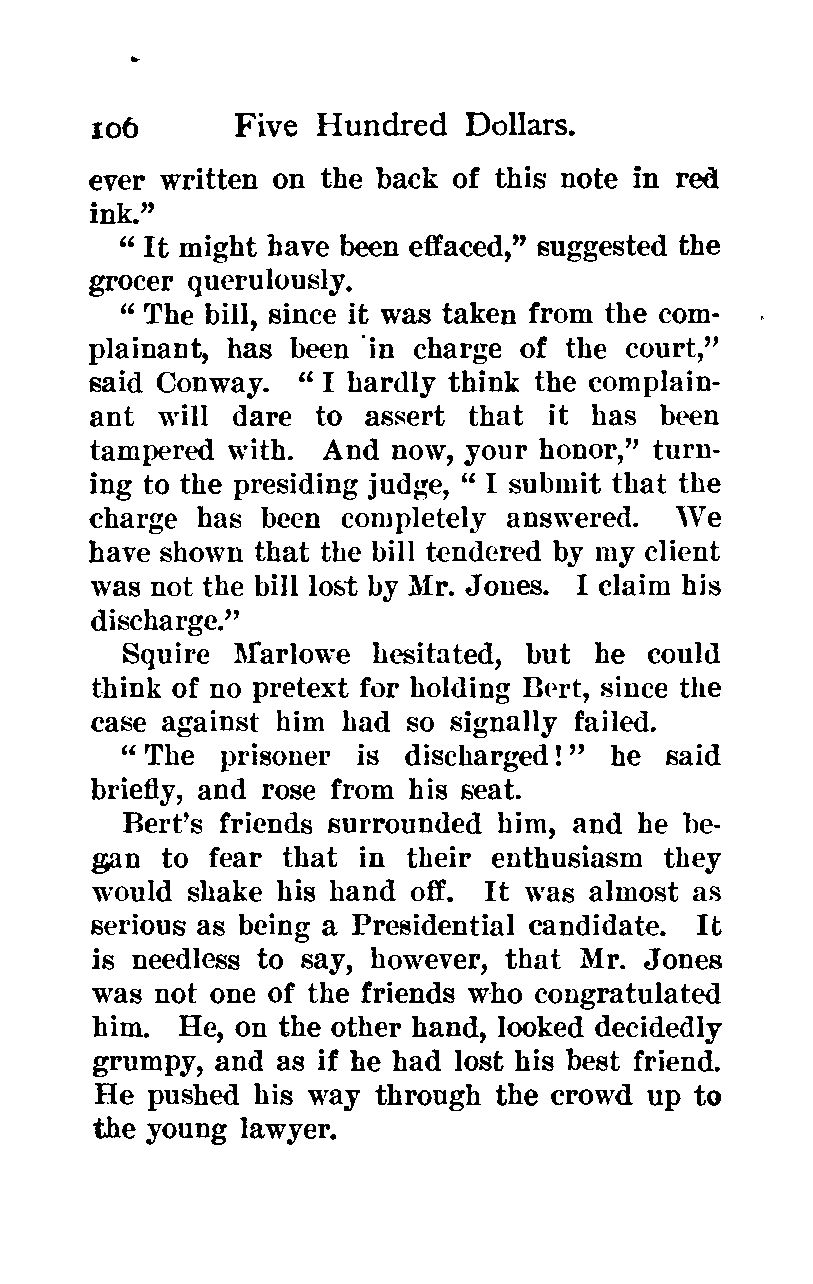 106 Five Hundred Dollars.
ever written on the back of this note in red
ink.”
“ It might have been effaced,” suggested the
grocer querulously.
“ The bill, since it was taken from the com-
plainant, has been in charge of the court,”
said Conway. “ I hardly think the complain-
ant will dare to assert that it has been
tampered with. And now, your honor,” turn-
ing to the presiding judge, “ I submit that the
charge has been completely answered. We
have shown that the bill tendered by my client
was not the bill lost by Mr. Jones. I claim his
discharge.”
Squire Marlowe hesitated, but he could
think of no pretext for holding Bert, since the
case against him had so signally failed.
“ The prisoner is discharged! ” he said
briefly, and rose from his seat.
Bert’s friends surrounded him, and he be-
gan to fear that in their enthusiasm they
would shake his hand off. It was almost as
serious as being a Presidential candidate. It
is needless to say, however, that Mr. Jones
was not one of the friends who congratulated
him. He, on the other hand, looked decidedly
grumpy, and as if he had lost his best friend.
He pushed his way through the crowd up to
the young lawyer.